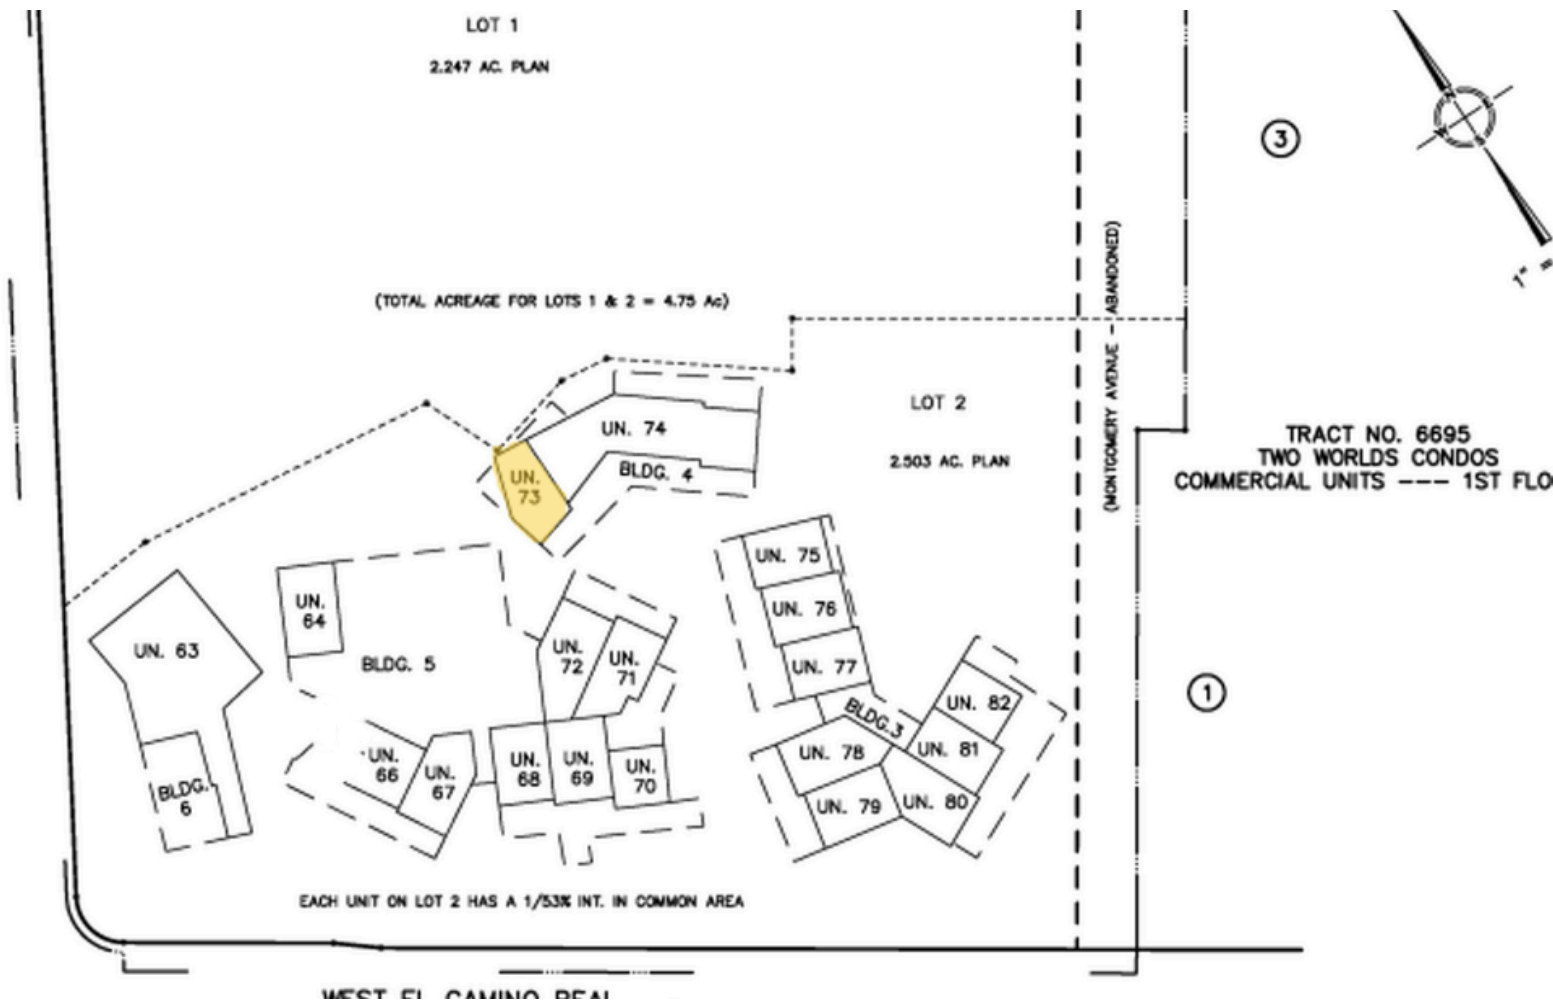 LOT 1
2.247 AC. PLAN
3
1" =
(TOTAL ACREAGE FOR LOTS 1 & 2 = 4.75 Ac)
(MONTGOMERY AVENUE - ABANDONED)
LOT 2
2.503 AC. PLAN
UN. 74
BLDG. 4
UN.
73
TRACT NO. 6695
TWO WORLDS CONDOS
COMMERCIAL UNITS --- 1ST FLO
UN. 75
UN. 76
UN. 77
UN.
64
UN. 63
BLDG. 5
UN.
72
UN.
71
1
UN. 82
BLDG.3
UN. 81
UN. 78
UN. 79
UN. 80
UN.
66
UN.
67
UN.
68
UN.
69
UN.
70
BLDG.
6
EACH UNIT ON LOT 2 HAS A 1/53% INT. IN COMMON AREA
WEST EL CAMINO REAL